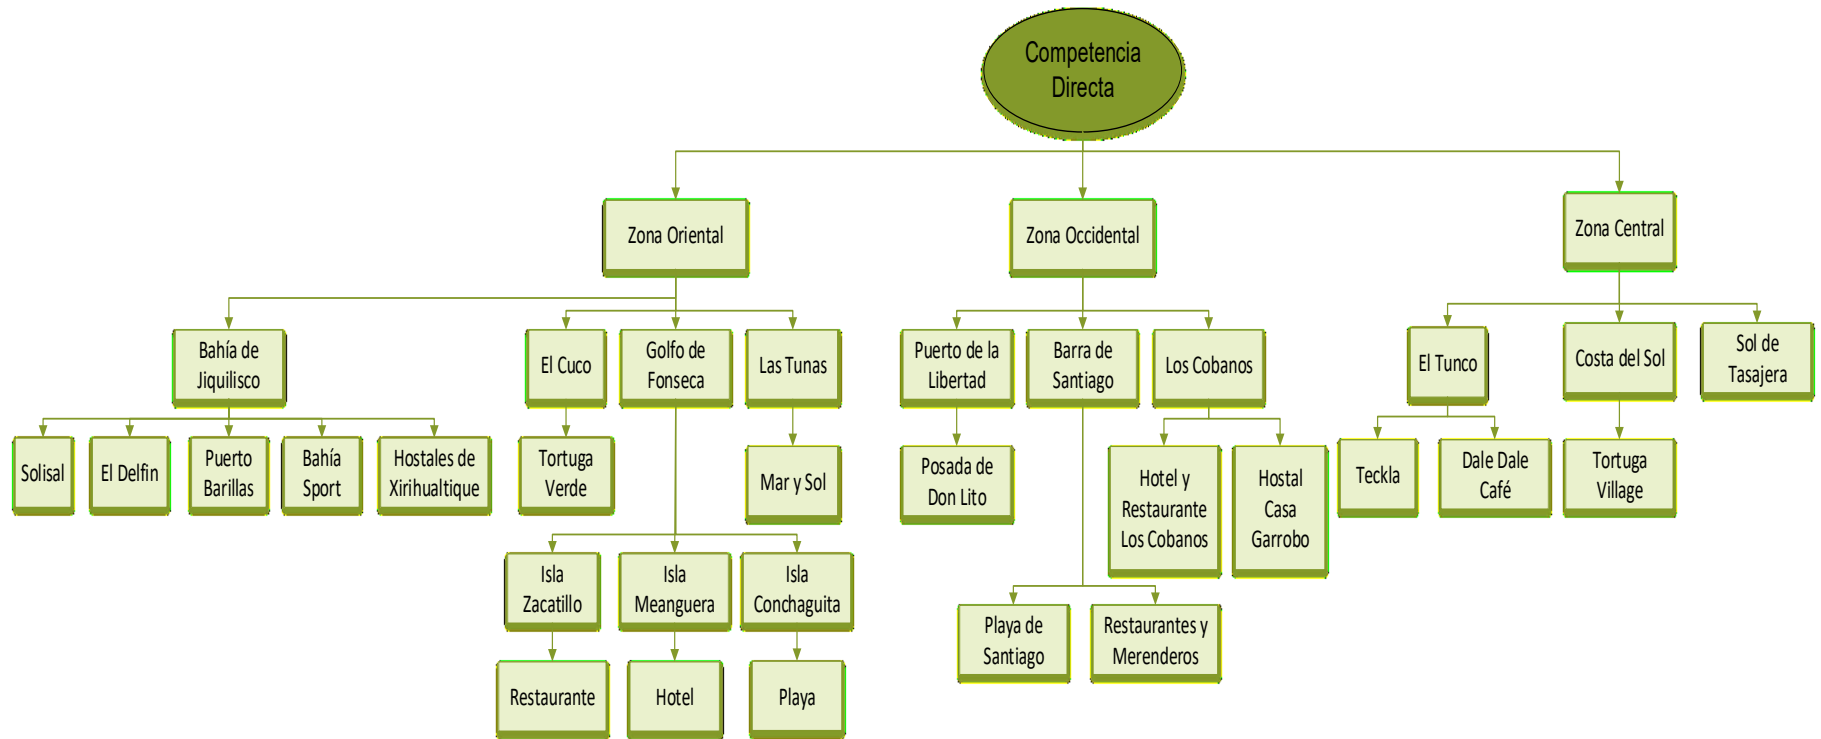 Competencia
Directa
Zona Oriental
Zona Occidental
Zona Central
Bahía de
Jiquilisco
El Cuco
Golfo de
Fonseca
Las Tunas
Puerto de la
Libertad
Barra de
Santiago
Los Cobanos
El Tunco
Costa del Sol
Sol de
Tasajera
Solisal
El Delfin
Puerto
Barillas
Bahía
Sport
Hostales de
Xirihualtique
Tortuga
Verde
Mar y Sol
Posada de
Don Lito
Hotel y
Restaurante
Los Cobanos
Hostal
Casa
Garrobo
Teckla
Dale Dale
Café
Tortuga
Village
Isla
Zacatillo
Isla
Meanguera
Isla
Conchaguita
Playa de
Santiago
Restaurantes y
Merenderos
Restaurante
Hotel
Playa